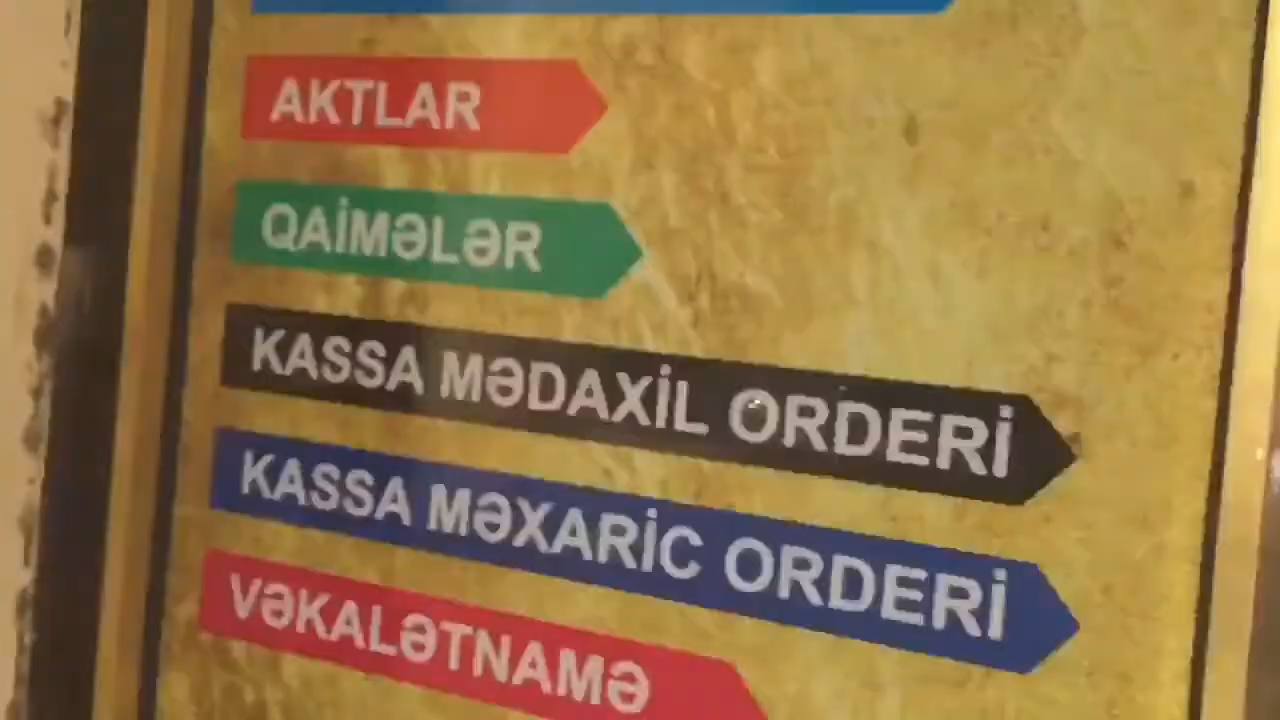 AKTLAR
QAİMƏLƏR
KASSA MƏDAXİL ORDERİ
KASSA MƏXARİC ORDERİ
VƏKALƏTNAMƏ